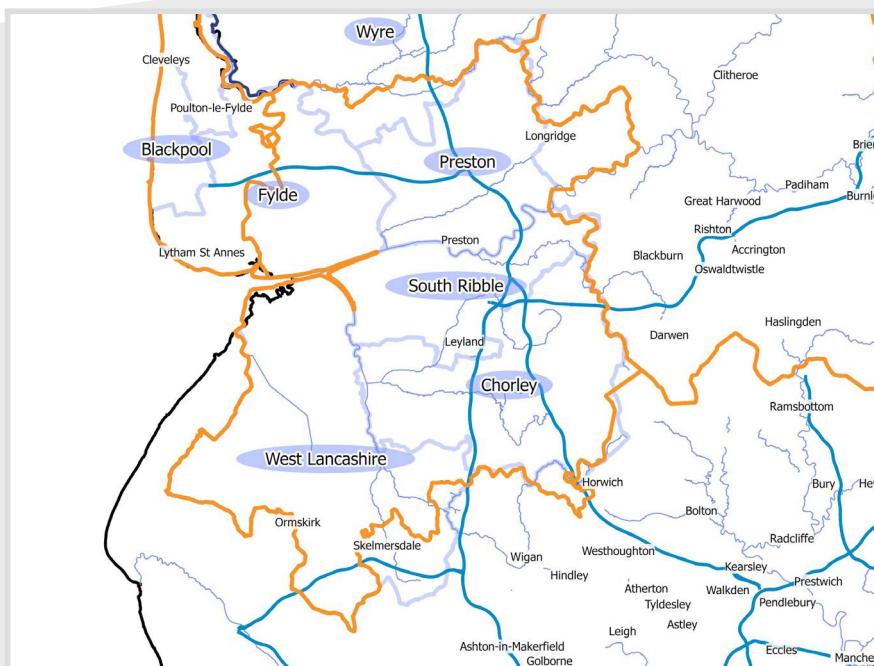 Wyre
Cleveleys
Clitheroe
Poulton-le-Fylde
Longridge
Blackpool
Preston
Fylde
Padiham
Great Harwood
Rishton
Preston
Accrington
Lytham St Annes
Blackburn
Oswaldtwistle
South Ribble
Haslingden
Darwen
Leyland
Chorley
Ramsbottom
West Lancashire
Horwich
Bury
Bolton
Ormskirk
Radcliffe
Skelmersdale
Westhoughton
Wigan
Kearsley
Hindley
Prestwich
Atherton
Walkden
Tyldesley
Pendlebury
Astley
Leigh
Ashton-in-Makerfield
Eccles
Golborne